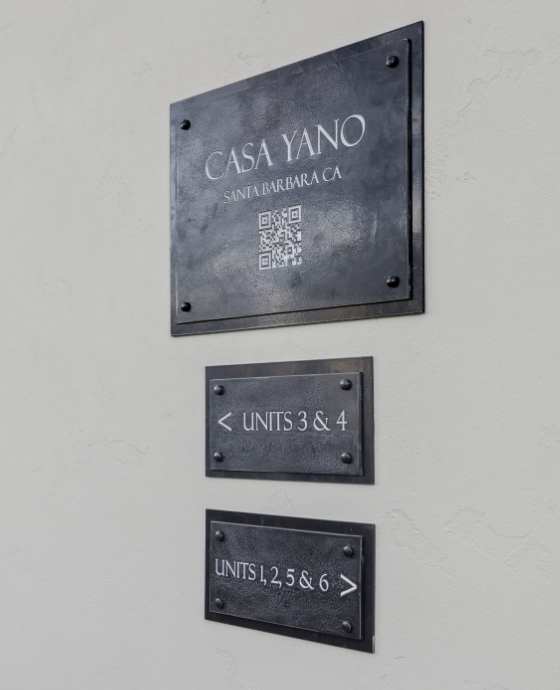 CASA YANO
SANTA BARBARA CA
< UNITS 3 & 4
UNITS 1, 2, 5 & 6 >